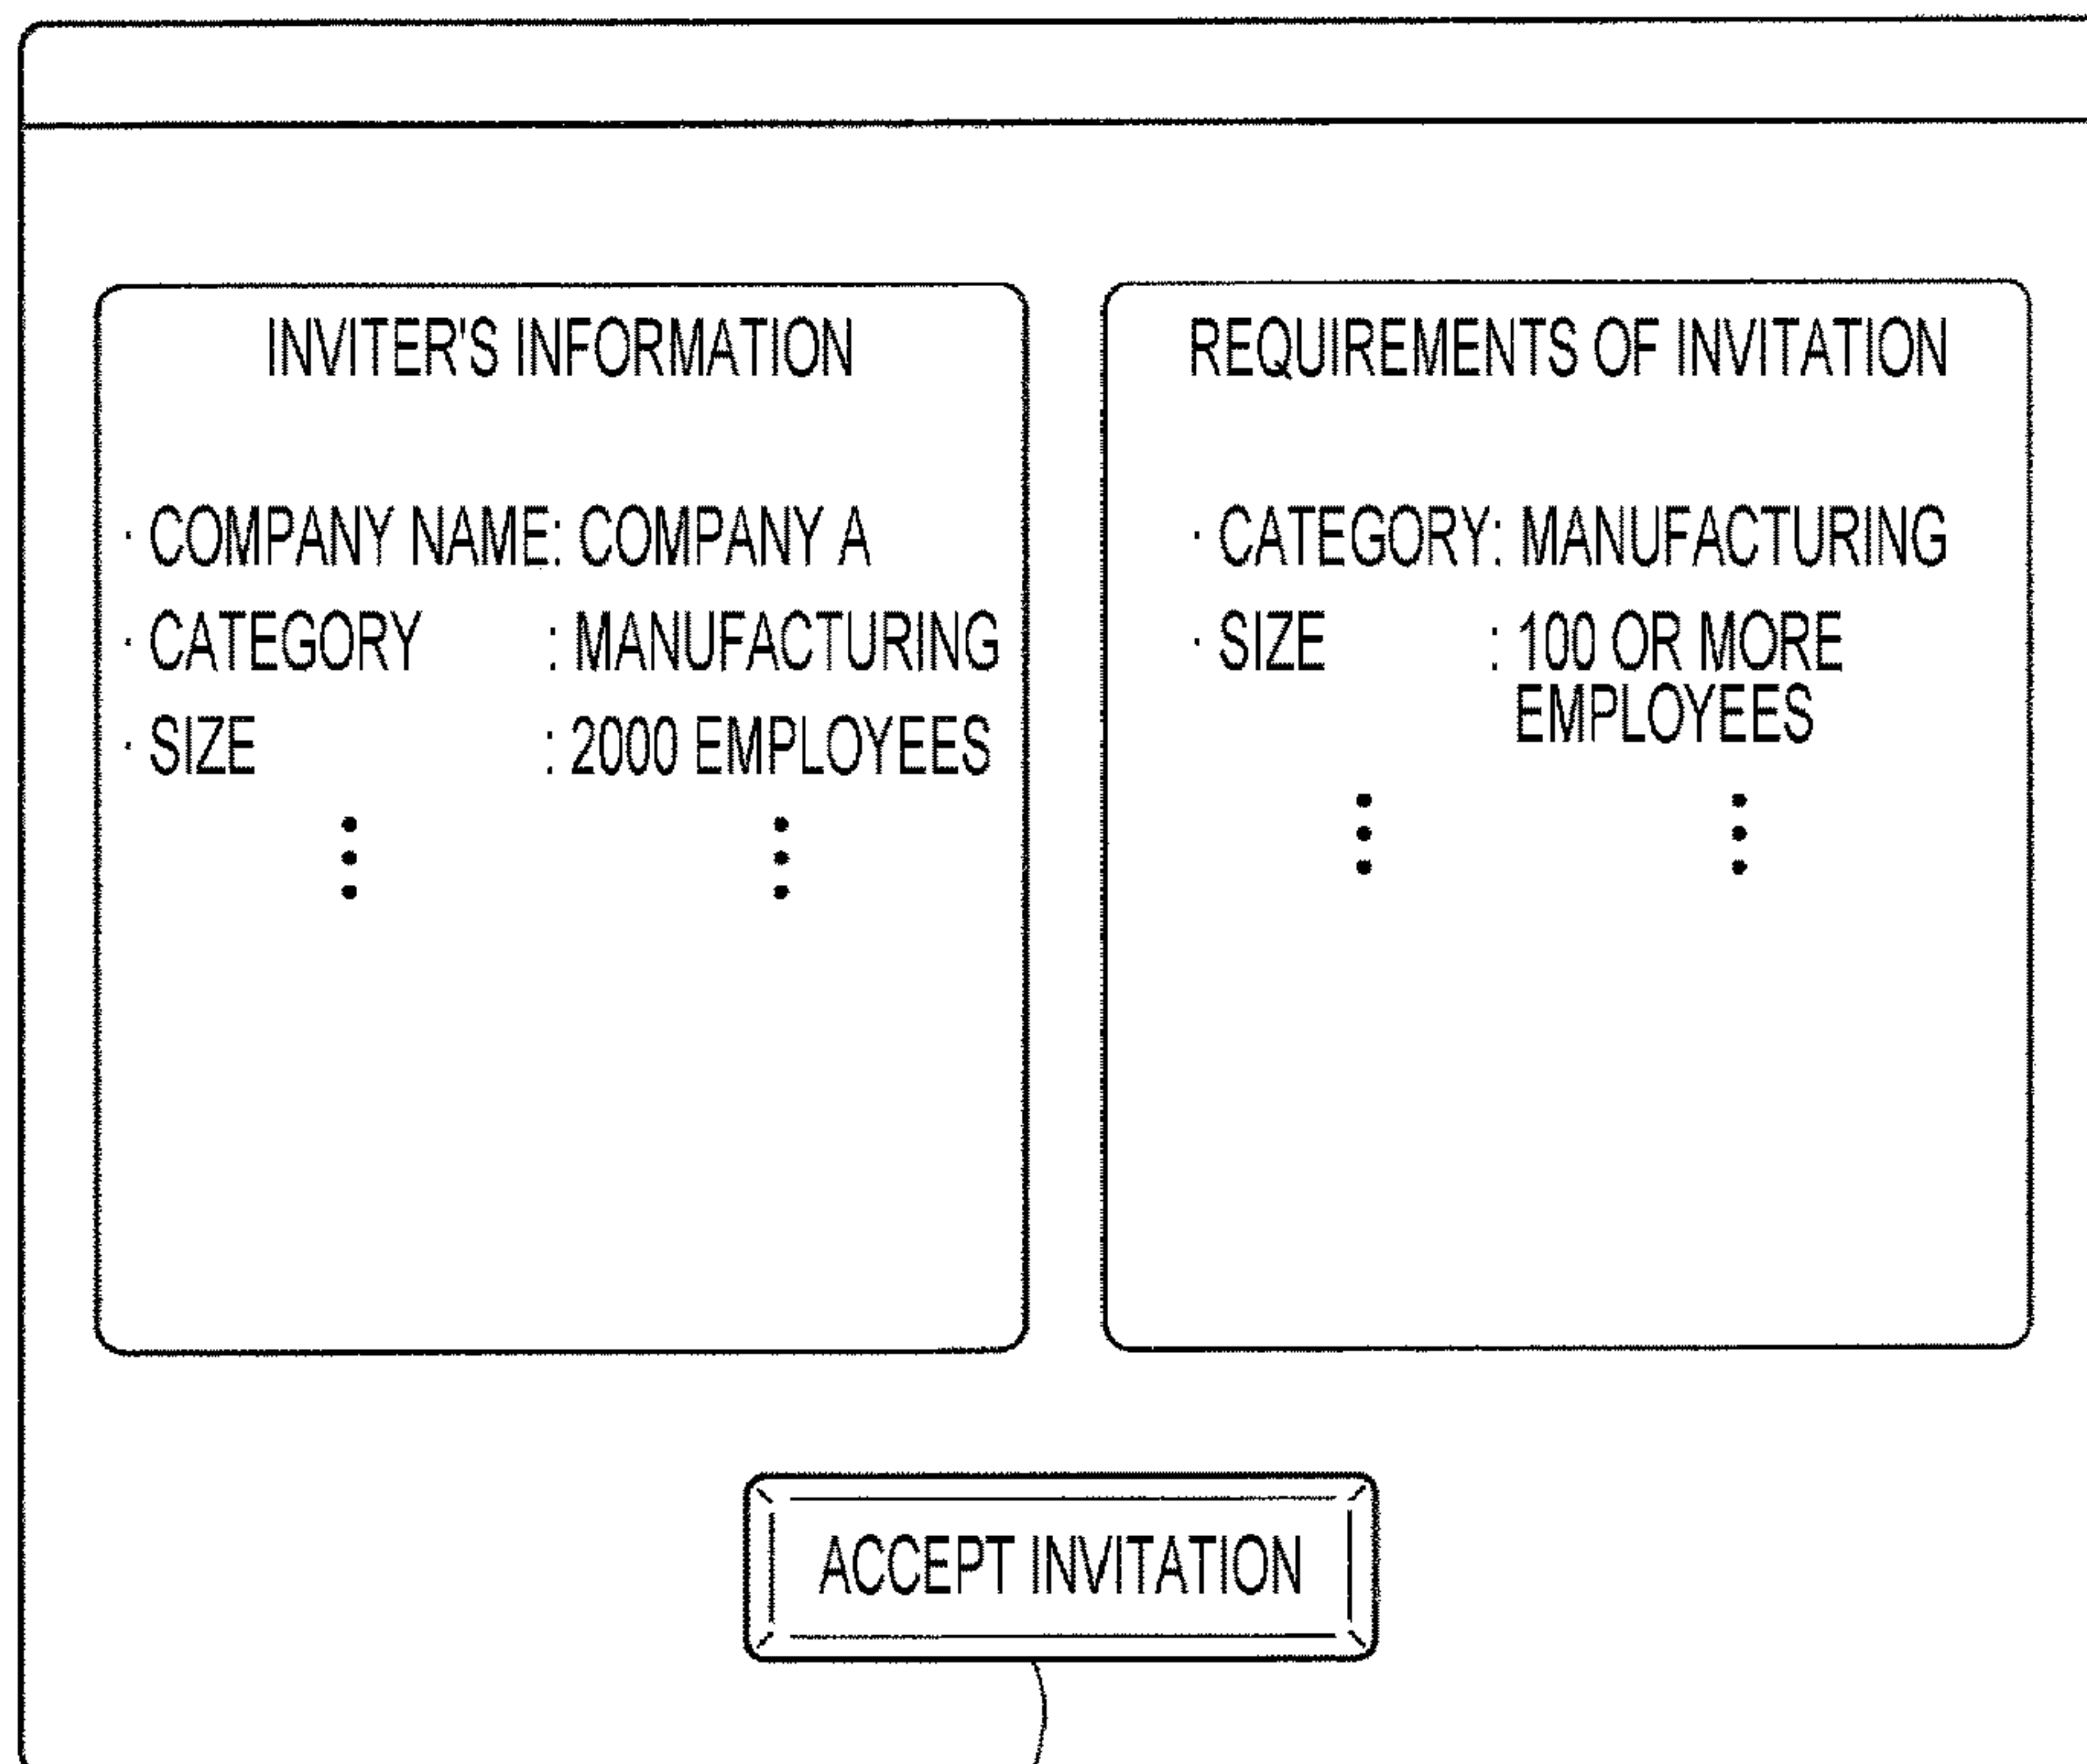 INVITER'S INFORMATION
· COMPANY NAME: COMPANY A
· CATEGORY : MANUFACTURING
· SIZE : 2000 EMPLOYEES
REQUIREMENTS OF INVITATION
· CATEGORY: MANUFACTURING
· SIZE : 100 OR MORE
EMPLOYEES
ACCEPT INVITATION